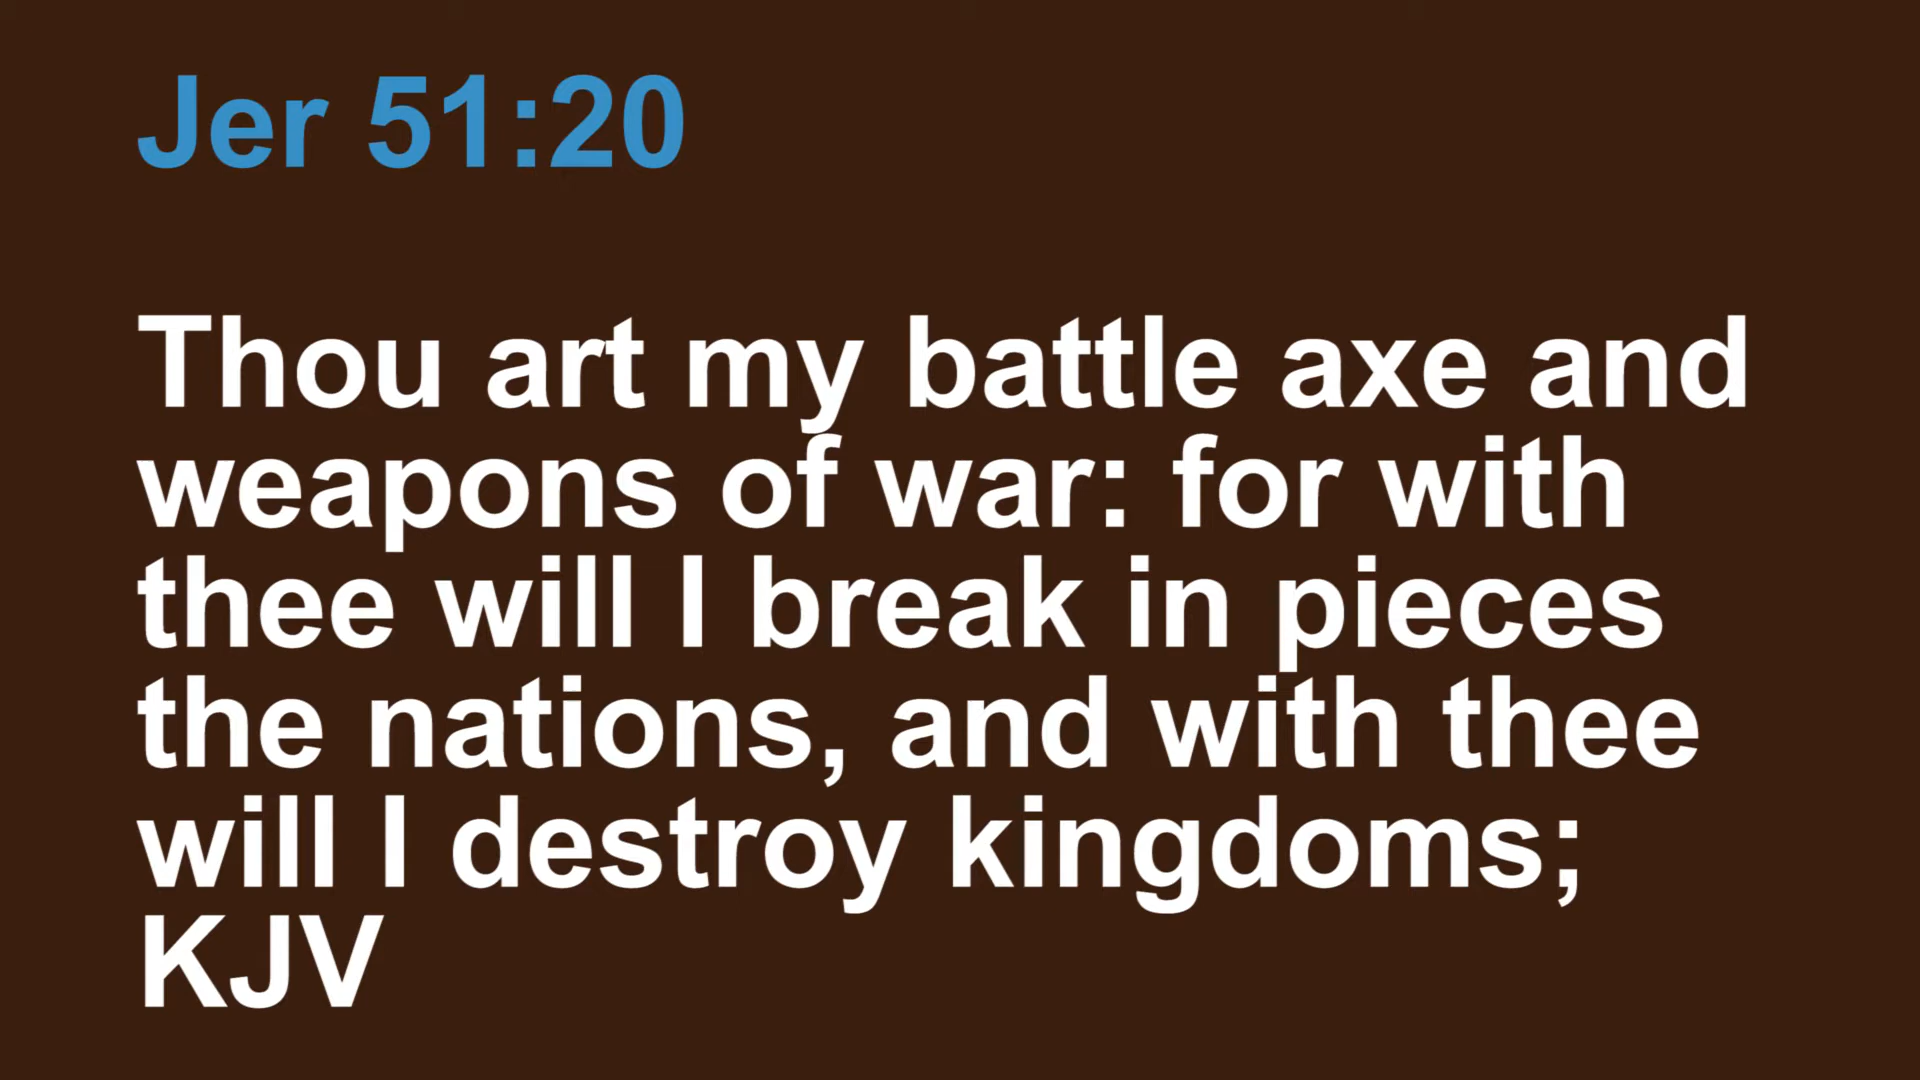 Jer 51:20
Thou art my battle axe and
weapons of war: for with
thee will I break in pieces
the nations, and with thee
will I destroy kingdoms;
KJV